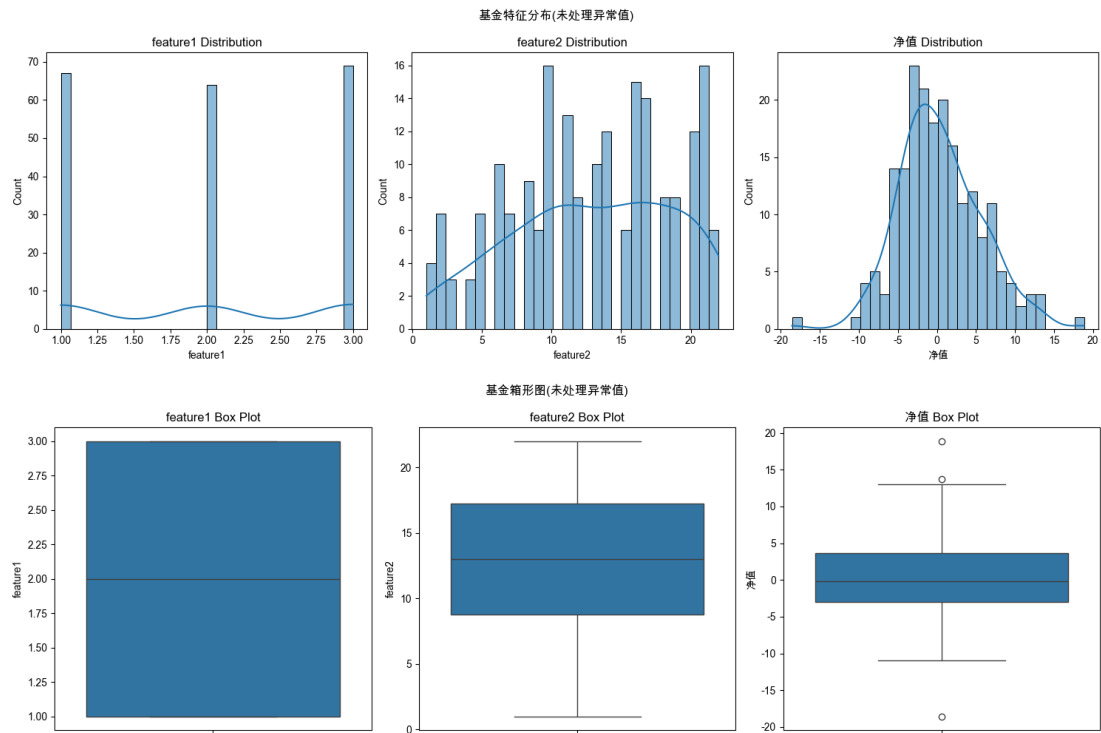 基金特征分布(未处理异常值)
feature1 Distribution
feature2 Distribution
净值 Distribution
70
60
50
40
30
20
10
0
Count
1.00 1.25 1.50 1.75 2.00 2.25 2.50 2.75 3.00
feature1
16
14
12
10
8
6
4
2
0
Count
0 5 10 15 20
feature2
20
15
10
5
0
Count
-20 -15 -10 -5 0 5 10 15 20
净值
基金箱形图(未处理异常值)
feature1 Box Plot
feature2 Box Plot
净值 Box Plot
3.00
2.75
2.50
2.25
2.00
1.75
1.50
1.25
1.00
feature1
20
15
10
5
0
feature2
20
15
10
5
0
-5
-10
-15
-20
净值